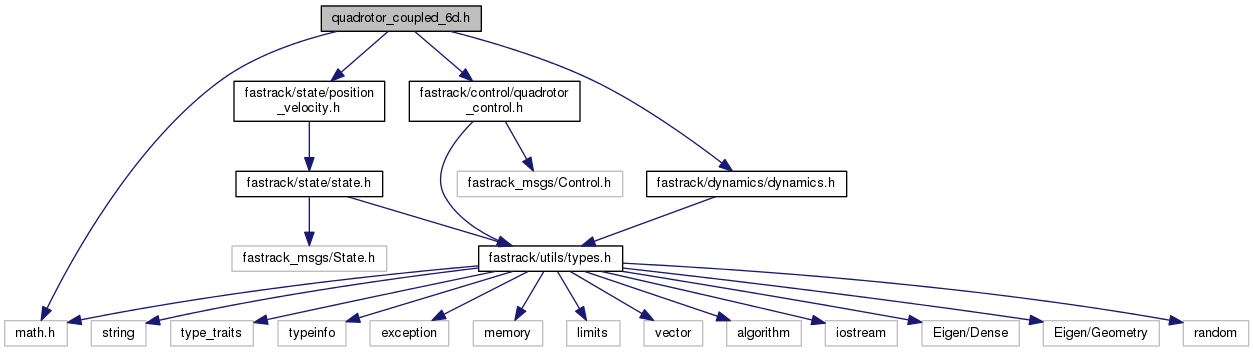 quadrotor_coupled_6d.h
fastrack/state/position
_velocity.h
fastrack/control/quadrotor
_control.h
fastrack/state/state.h
fastrack_msgs/Control.h
fastrack/dynamics/dynamics.h
fastrack_msgs/State.h
fastrack/utils/types.h
math.h
string
type_traits
typeinfo
exception
memory
limits
vector
algorithm
iostream
Eigen/Dense
Eigen/Geometry
random